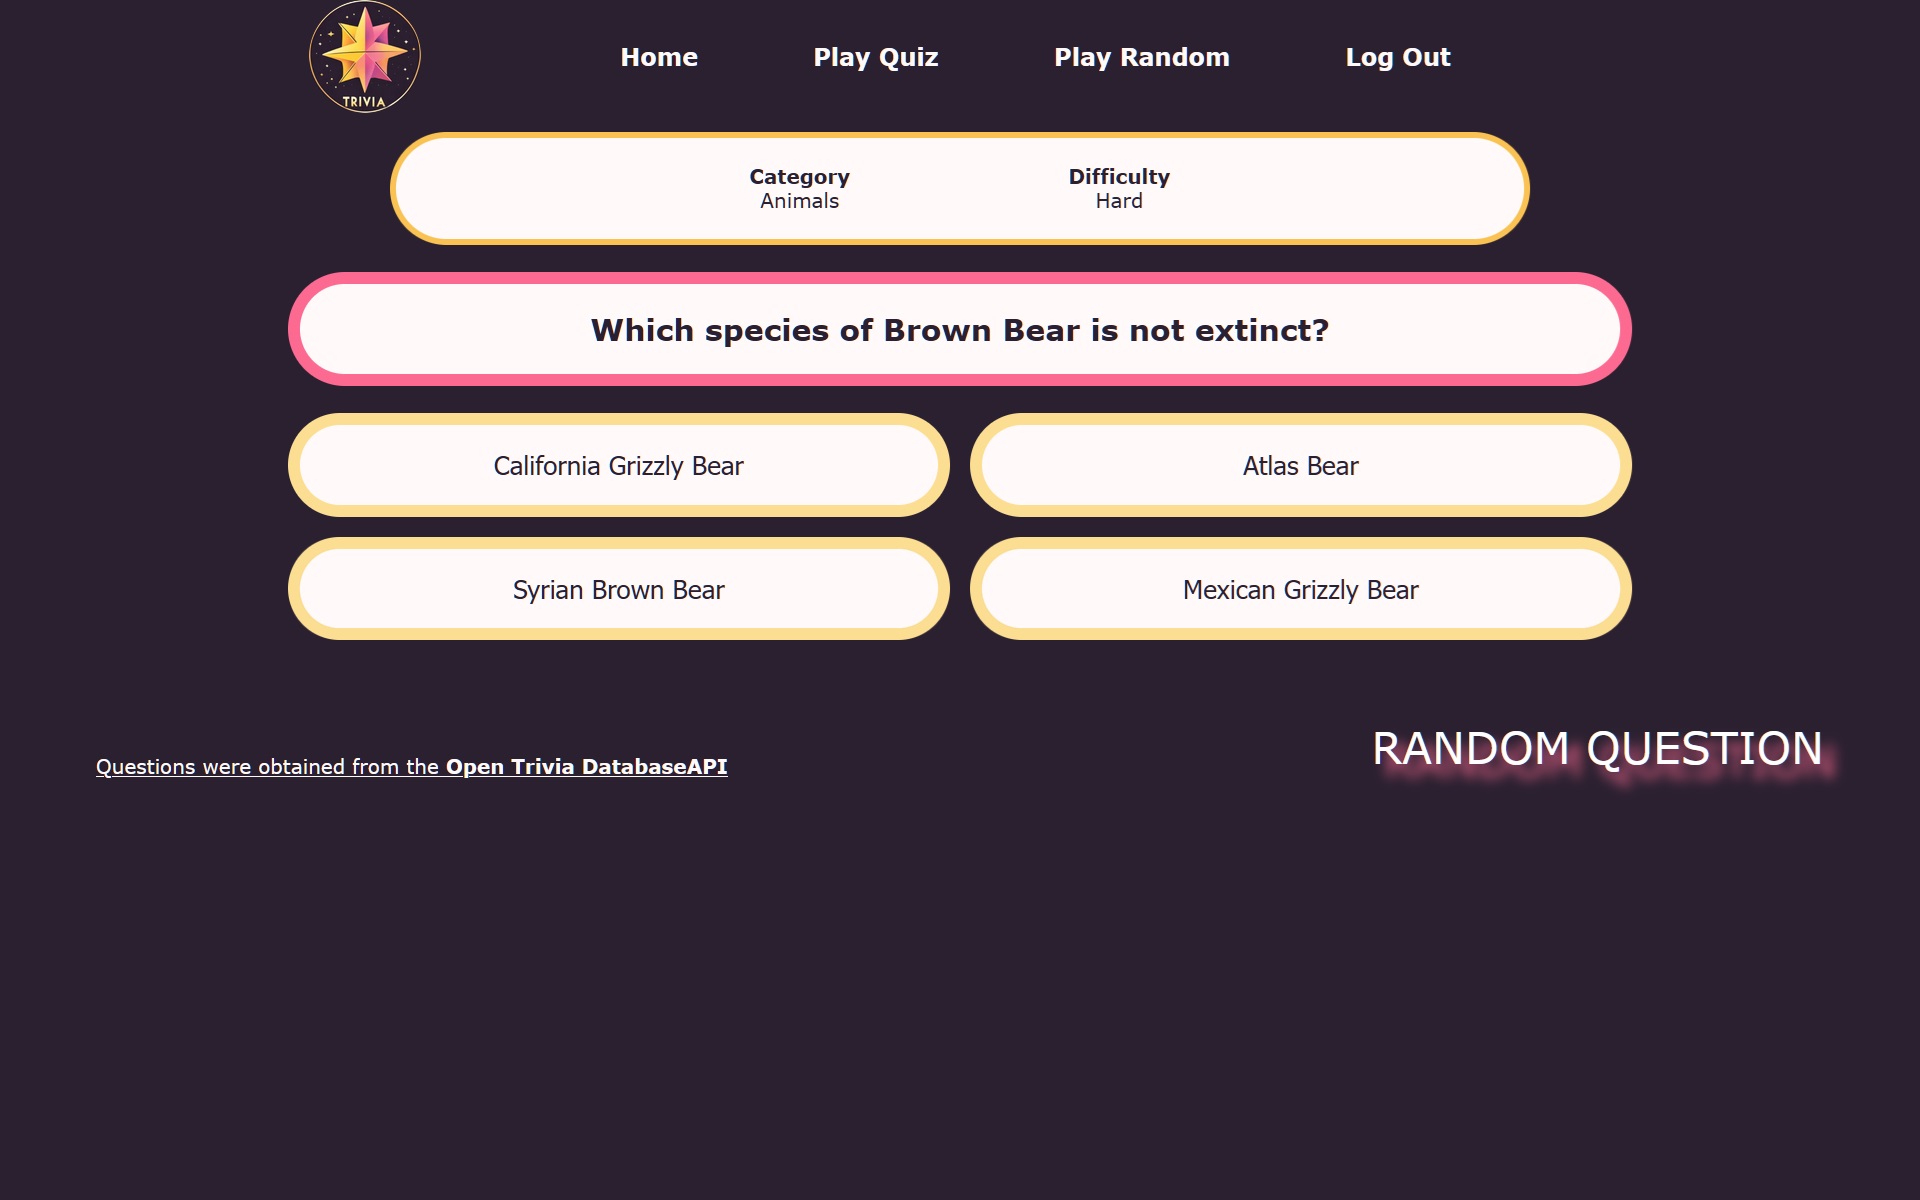 TRIVIA
Home
Play Quiz
Play Random
Log Out
Category
Animals
Difficulty
Hard
Which species of Brown Bear is not extinct?
California Grizzly Bear
Atlas Bear
Syrian Brown Bear
Mexican Grizzly Bear
RANDOM QUESTION
Questions were obtained from the Open Trivia DatabaseAPI